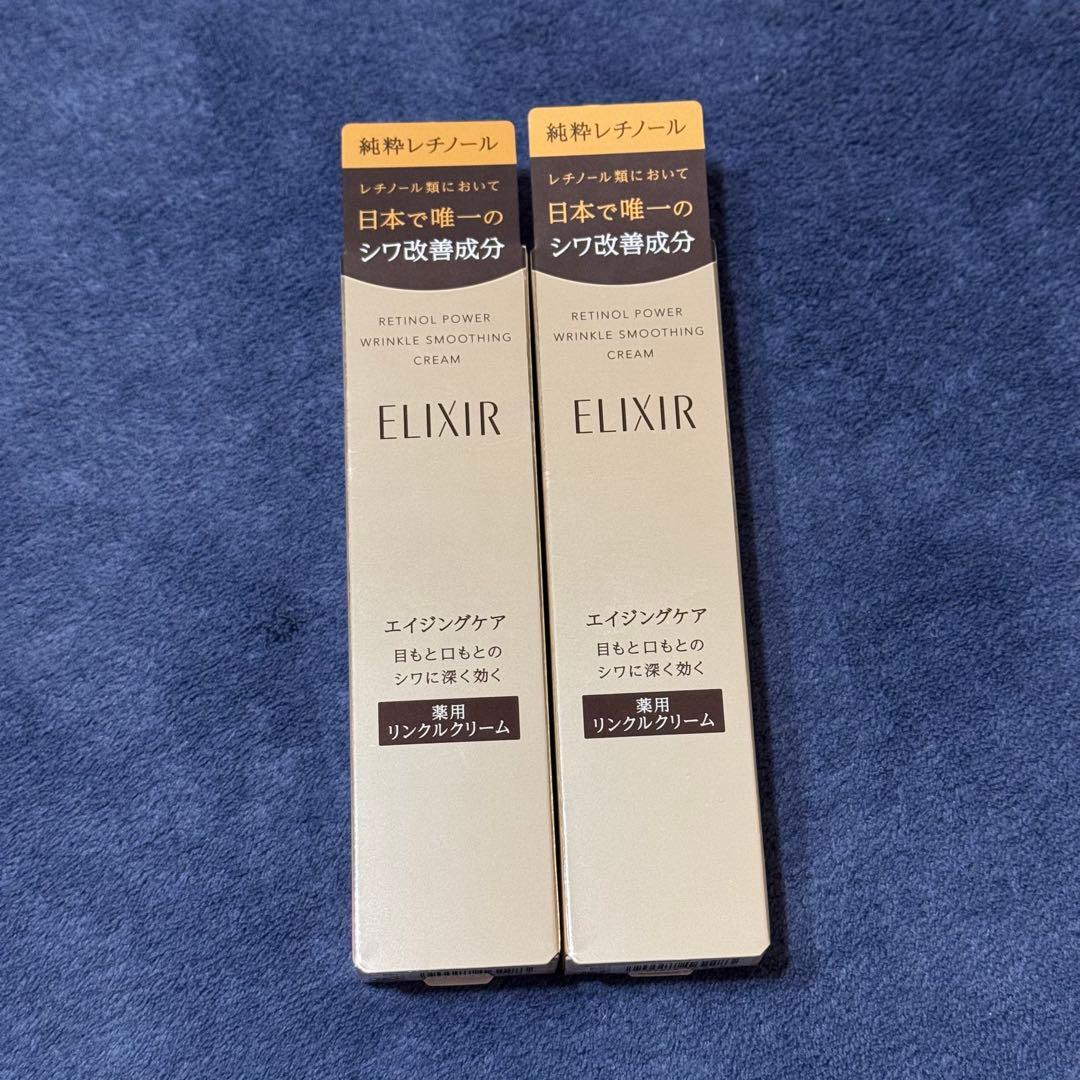 純粋レチノール
レチノール類において
日本で唯一の
シワ改善成分
RETINOL POWER
WRINKLE SMOOTHING
CREAM
ELIXIR
エイジングケア
目もと口もとの
シワに深く効く
薬用
リンクルクリーム
純粋レチノール
レチノール類において
日本で唯一の
シワ改善成分
RETINOL POWER
WRINKLE SMOOTHING
CREAM
ELIXIR
エイジングケア
目もと口もとの
シワに深く効く
薬用
リンクルクリーム